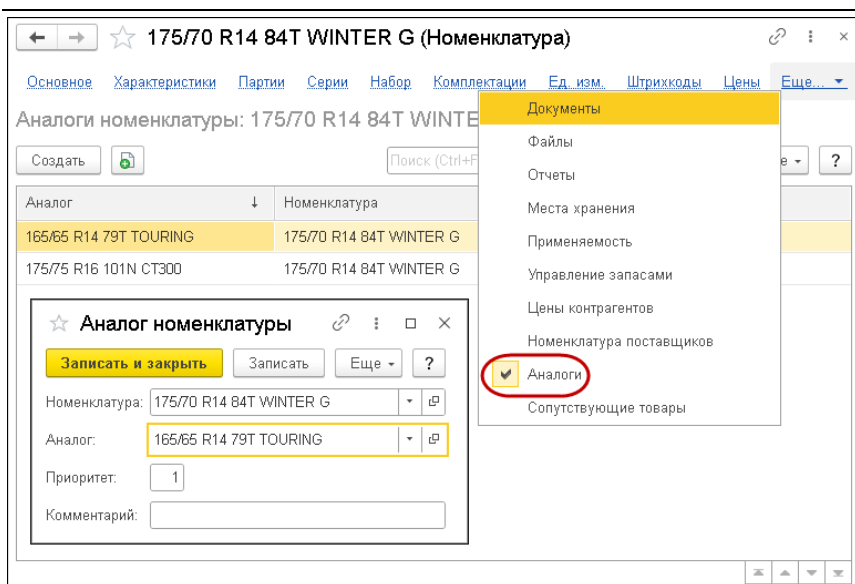 175/70 R14 84T WINTER G (Номенклатура)
Основное Характеристики Партии Серии Набор Комплектации Ед. изм. Штрихкоды Цены Еще...
Аналоги номенклатуры: 175/70 R14 84T WINTE
Создать Поиск (Ctrl+F е ?
Аналог ↓ Номенклатура
165/65 R14 79T TOURING 175/70 R14 84T WINTER G
175/75 R16 101N CT300 175/70 R14 84T WINTER G
Документы
Файлы
Отчеты
Места хранения
Применяемость
Управление запасами
Цены контрагентов
Номенклатура поставщиков
Аналоги
Сопутствующие товары
Аналог номенклатуры
Записать и закрыть Записать Еще ?
Номенклатура: 175/70 R14 84T WINTER G
Аналог: 165/65 R14 79T TOURING
Приоритет: 1
Комментарий: